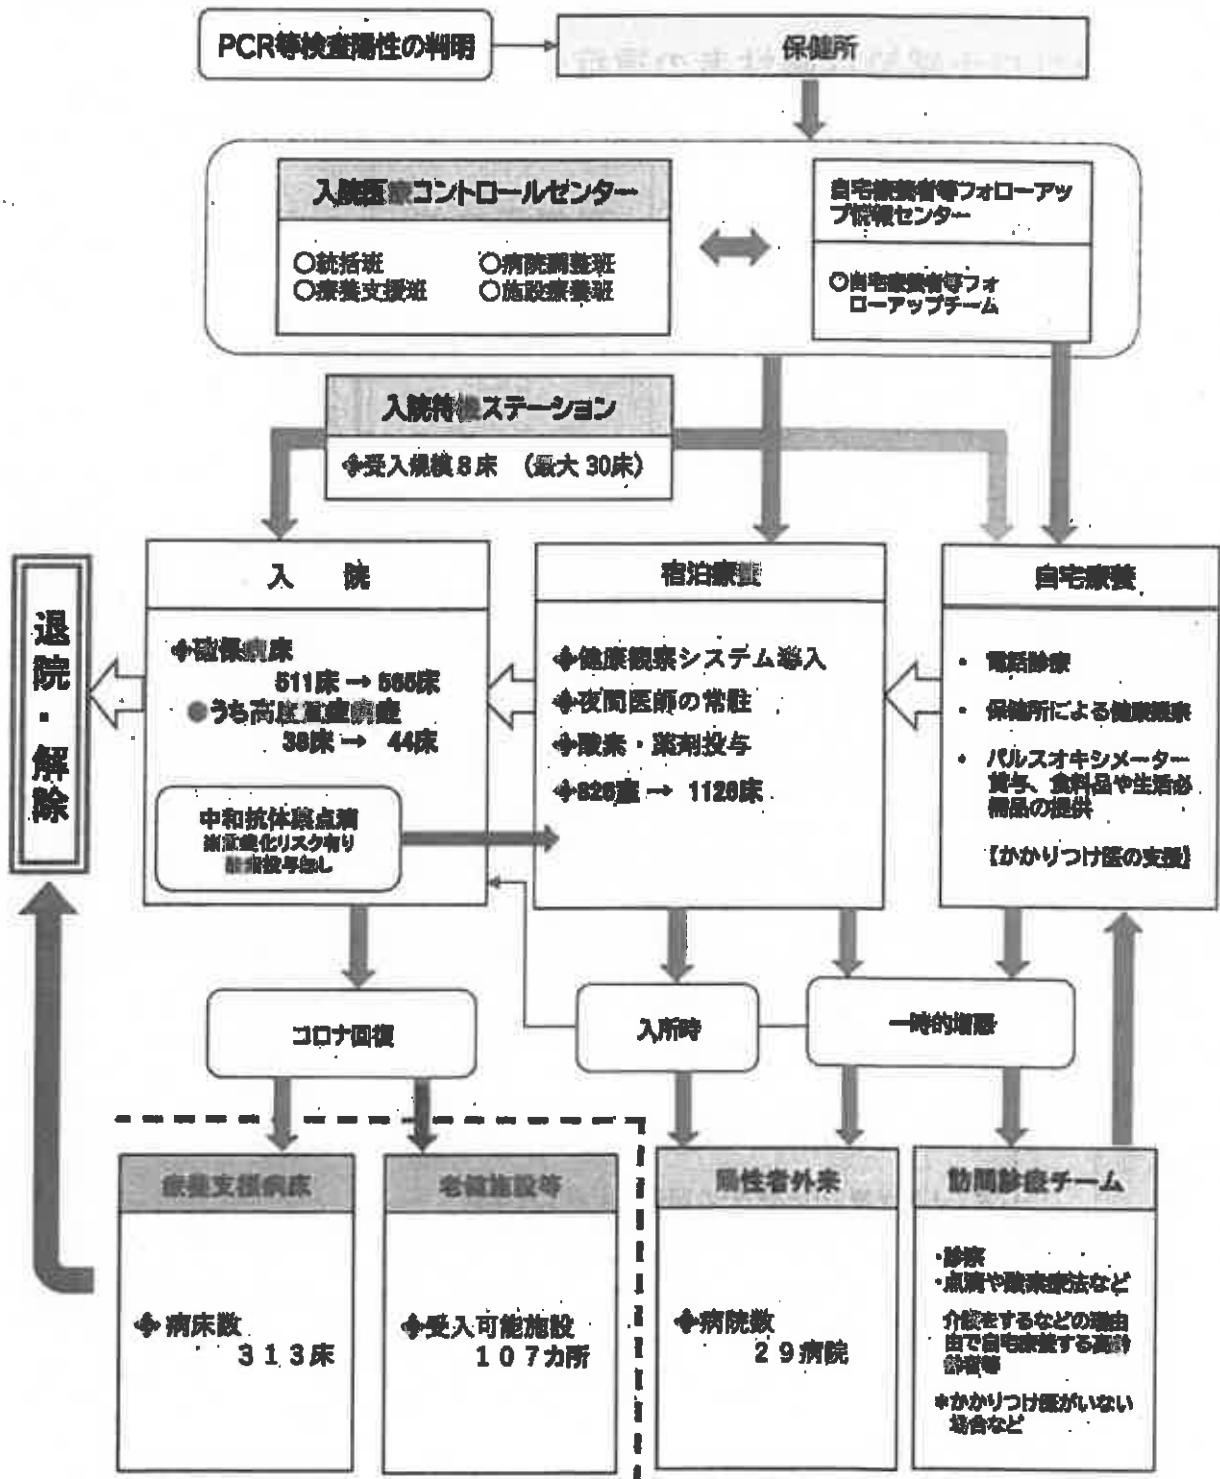 PCR等検査陽性の判明
保健所
入院医療コントロールセンター
○統括班
○病院調整班
○療養支援班
○施設療養班
自宅療養者等フォローアッ
プ情報センター
○自宅療養者等フォ
ローアップチーム
入院待機ステーション
受入規模8床 (最大30床)
退院・解除
入 院
確保病床
511床 → 565床
●うち高度重症病症
38床 → 44床
中和抗体薬点滴
重症化リスク有り
酸素投与無し
宿泊療養
健康観察システム導入
夜間医師の常駐
酸素・薬剤投与
→ 1126床
自宅療養
・ 電話診療
・ 保健所による健康観察
・ パルスオキシメーター
貸与、食料品や生活必
需品の提供
【かかりつけ医の支援】
コロナ回復
入所時
一時的増悪
療養支援病床
病床数
313床
老健施設等
受入可能施設
107カ所
陽性者外来
病院数
29病院
訪問診療チーム
・診察
・点滴や酸素療法など
介護をするなどの理由
由で自宅療養する高齢
齢者等
*かかりつけ医がいない
場合など